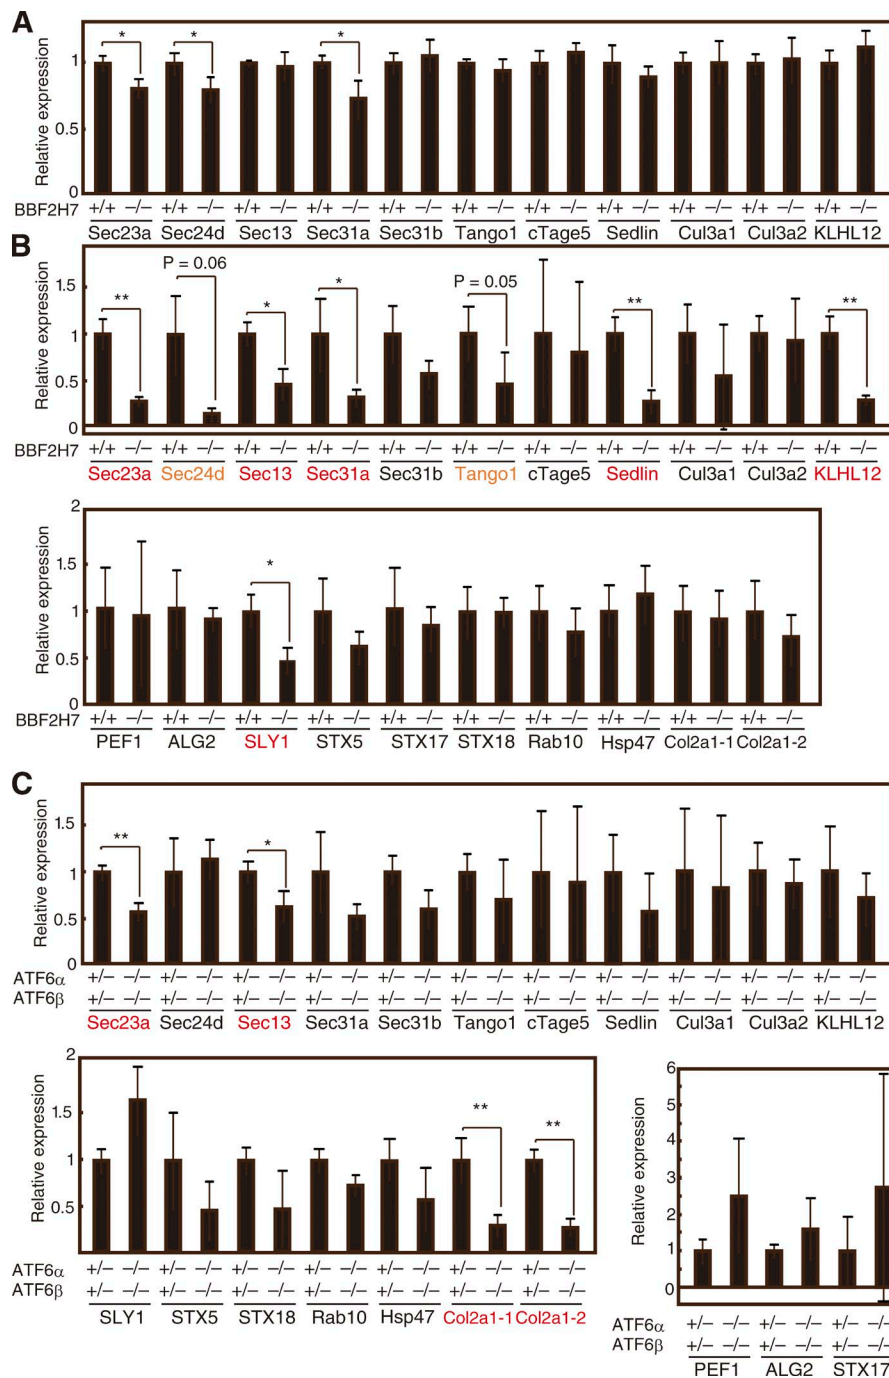 A
Relative expression
1
0.5
0
* * *
BBF2H7 +/+ −/− +/+ −/− +/+ −/− +/+ −/− +/+ −/− +/+ −/− +/+ −/− +/+ −/− +/+ −/− +/+ −/− +/+ −/−
Sec23a Sec24d Sec13 Sec31a Sec31b Tango1 cTage5 Sedlin Cul3a1 Cul3a2 KLHL12
B
Relative expression
1.5
1
0.5
0
** P = 0.06 * * P = 0.05 ** **
BBF2H7 +/+ −/− +/+ −/− +/+ −/− +/+ −/− +/+ −/− +/+ −/− +/+ −/− +/+ −/− +/+ −/− +/+ −/− +/+ −/−
Sec23a Sec24d Sec13 Sec31a Sec31b Tango1 cTage5 Sedlin Cul3a1 Cul3a2 KLHL12
Relative expression
2
1.5
1
0.5
0
*
BBF2H7 +/+ −/− +/+ −/− +/+ −/− +/+ −/− +/+ −/− +/+ −/− +/+ −/− +/+ −/− +/+ −/− +/+ −/−
PEF1 ALG2 SLY1 STX5 STX17 STX18 Rab10 Hsp47 Col2a1-1 Col2a1-2
C
Relative expression
1.5
1
0.5
0
** *
ATF6α +/− −/− +/− −/− +/− −/− +/− −/− +/− −/− +/− −/− +/− −/− +/− −/− +/− −/− +/− −/− +/− −/−
ATF6β +/− −/− +/− −/− +/− −/− +/− −/− +/− −/− +/− −/− +/− −/− +/− −/− +/− −/− +/− −/− +/− −/−
Sec23a Sec24d Sec13 Sec31a Sec31b Tango1 cTage5 Sedlin Cul3a1 Cul3a2 KLHL12
Relative expression
2
1.5
1
0.5
** **
ATF6α +/− −/− +/− −/− +/− −/− +/− −/− +/− −/− +/− −/− +/− −/−
ATF6β +/− −/− +/− −/− +/− −/− +/− −/− +/− −/− +/− −/− +/− −/−
SLY1 STX5 STX18 Rab10 Hsp47 Col2a1-1 Col2a1-2
Relative expression
6
5
4
3
2
1
0
ATF6α +/− −/− +/− −/− +/− −/−
ATF6β +/− −/− +/− −/− +/− −/−
PEF1 ALG2 STX17